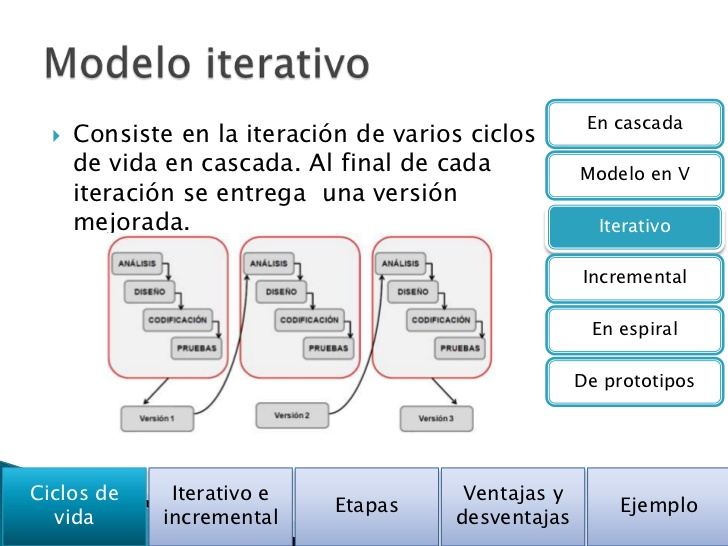 Modelo iterativo
Consiste en la iteración de varios ciclos
de vida en cascada. Al final de cada
iteración se entrega una versión
mejorada.
En cascada
Modelo en V
Iterativo
Incremental
En espiral
De prototipos
ANÁLISIS
DISEÑO
CODIFICACIÓN
PRUEBAS
Versión 1
ANÁLISIS
DISEÑO
CODIFICACIÓN
PRUEBAS
Versión 2
ANÁLISIS
DISEÑO
CODIFICACIÓN
PRUEBAS
Versión 3
Ciclos de
vida
Iterativo e
incremental
Etapas
Ventajas y
desventajas
Ejemplo